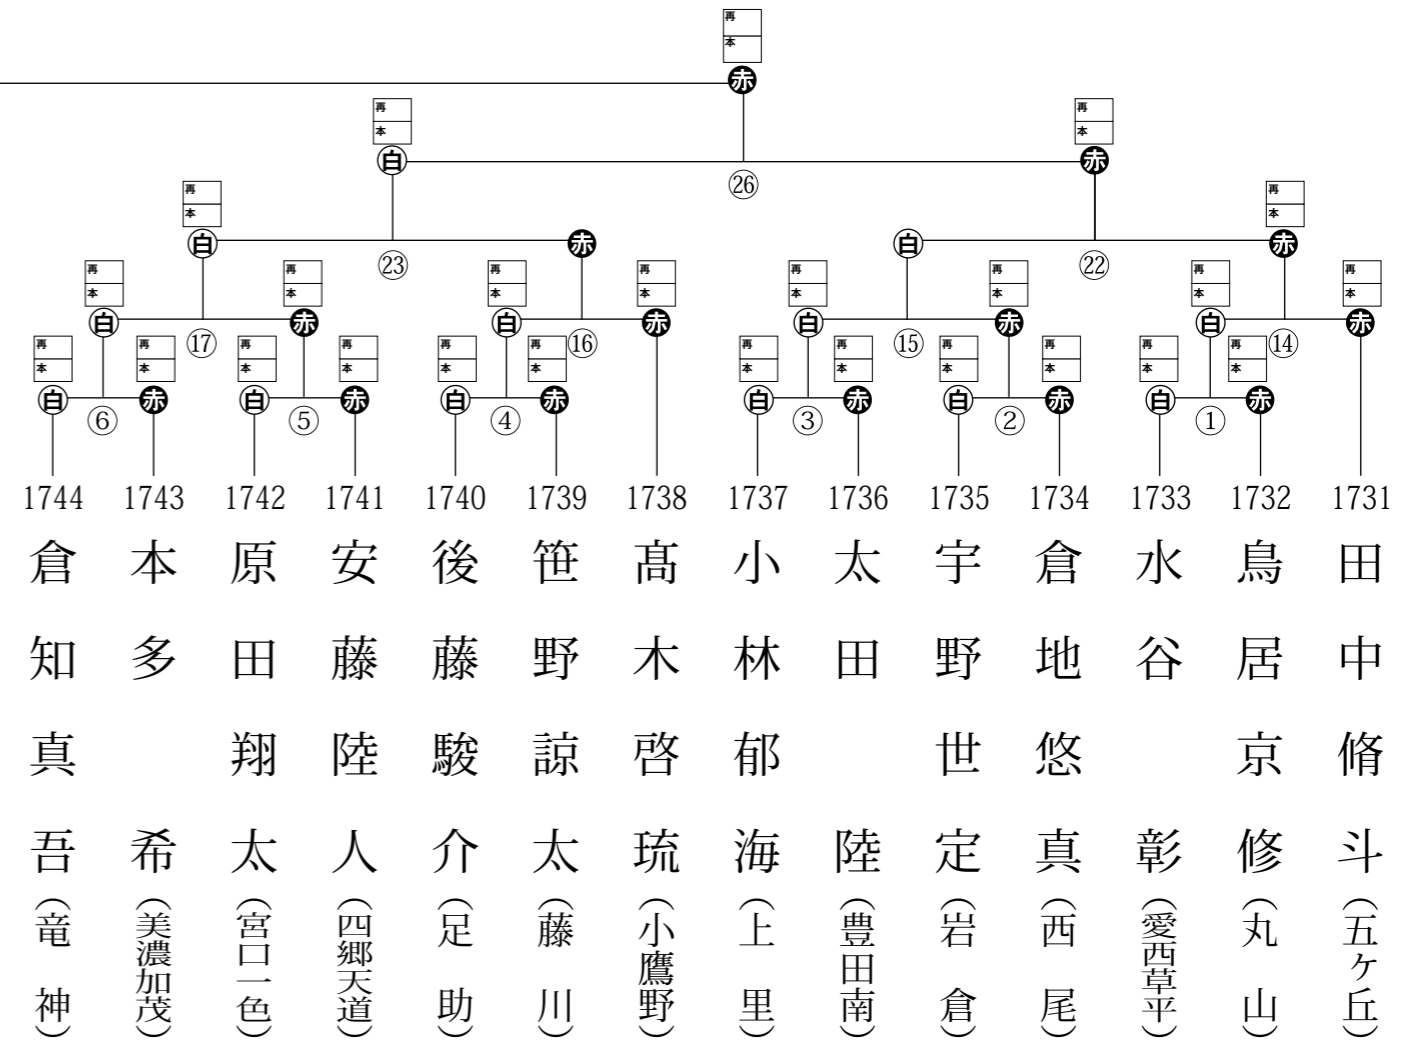 再
本
赤
再
本
再
本
白
赤
㉖
再
本
再
本
白
赤
白
赤
㉓
㉒
再
本
再
本
再
本
再
本
再
本
再
本
再
本
再
本
白
赤
白
赤
白
赤
白
赤
⑰
⑯
⑮
⑭
再
本
再
本
再
本
再
本
再
本
再
本
再
本
再
本
再
本
再
本
再
本
再
本
白
赤
白
赤
白
赤
白
赤
白
赤
白
赤
⑥
⑤
④
③
②
①
1731
田中脩斗(五ヶ丘)
1732
鳥居京修(丸山)
1733
水谷彰(愛西草平)
1734
倉地悠真(西尾)
1735
宇野世定(岩倉)
1736
太田陸(豊田南)
1737
小林郁海(上里)
1738
髙木啓琉(小鷹野)
1739
笹野諒太(藤川)
1740
後藤駿介(足助)
1741
安藤陸人(四郷天道)
1742
原田翔太(宮口一色)
1743
本多希(美濃加茂)
1744
倉知真吾(竜神)